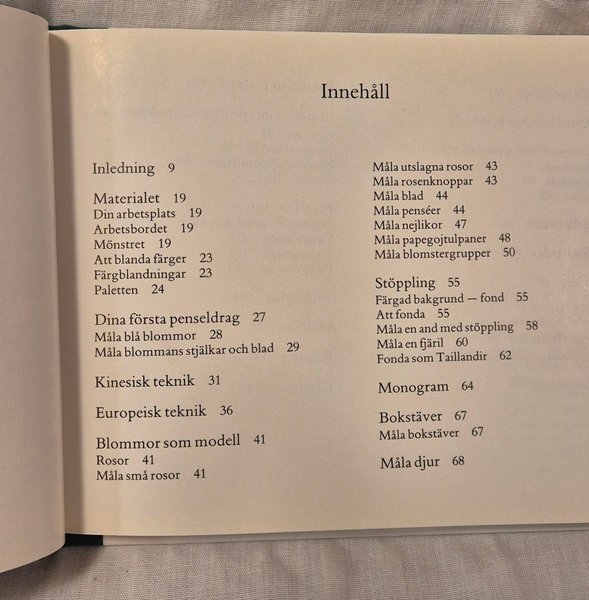 Innehåll
Inledning 9
Materialet 19
Din arbetsplats 19
Arbetsbordet 19
Mönstret 19
Att blanda färger 23
Färgblandningar 23
Paletten 24
Dina första penseldrag 27
Måla blå blommor 28
Måla blommans stjälkar och blad 29
Kinesisk teknik 31
Europeisk teknik 36
Blommor som modell 41
Rosor 41
Måla små rosor 41
Måla utslagna rosor 43
Måla rosenknoppar 43
Måla blad 44
Måla penséer 44
Måla nejlikor 47
Måla papegojtulpaner 48
Måla blomstergrupper 50
Stöppling 55
Färgad bakgrund – fond 55
Att fonda 55
Måla en and med stöppling 58
Måla en fjäril 60
Fonda som Taillandir 62
Monogram 64
Bokstäver 67
Måla bokstäver 67
Måla djur 68